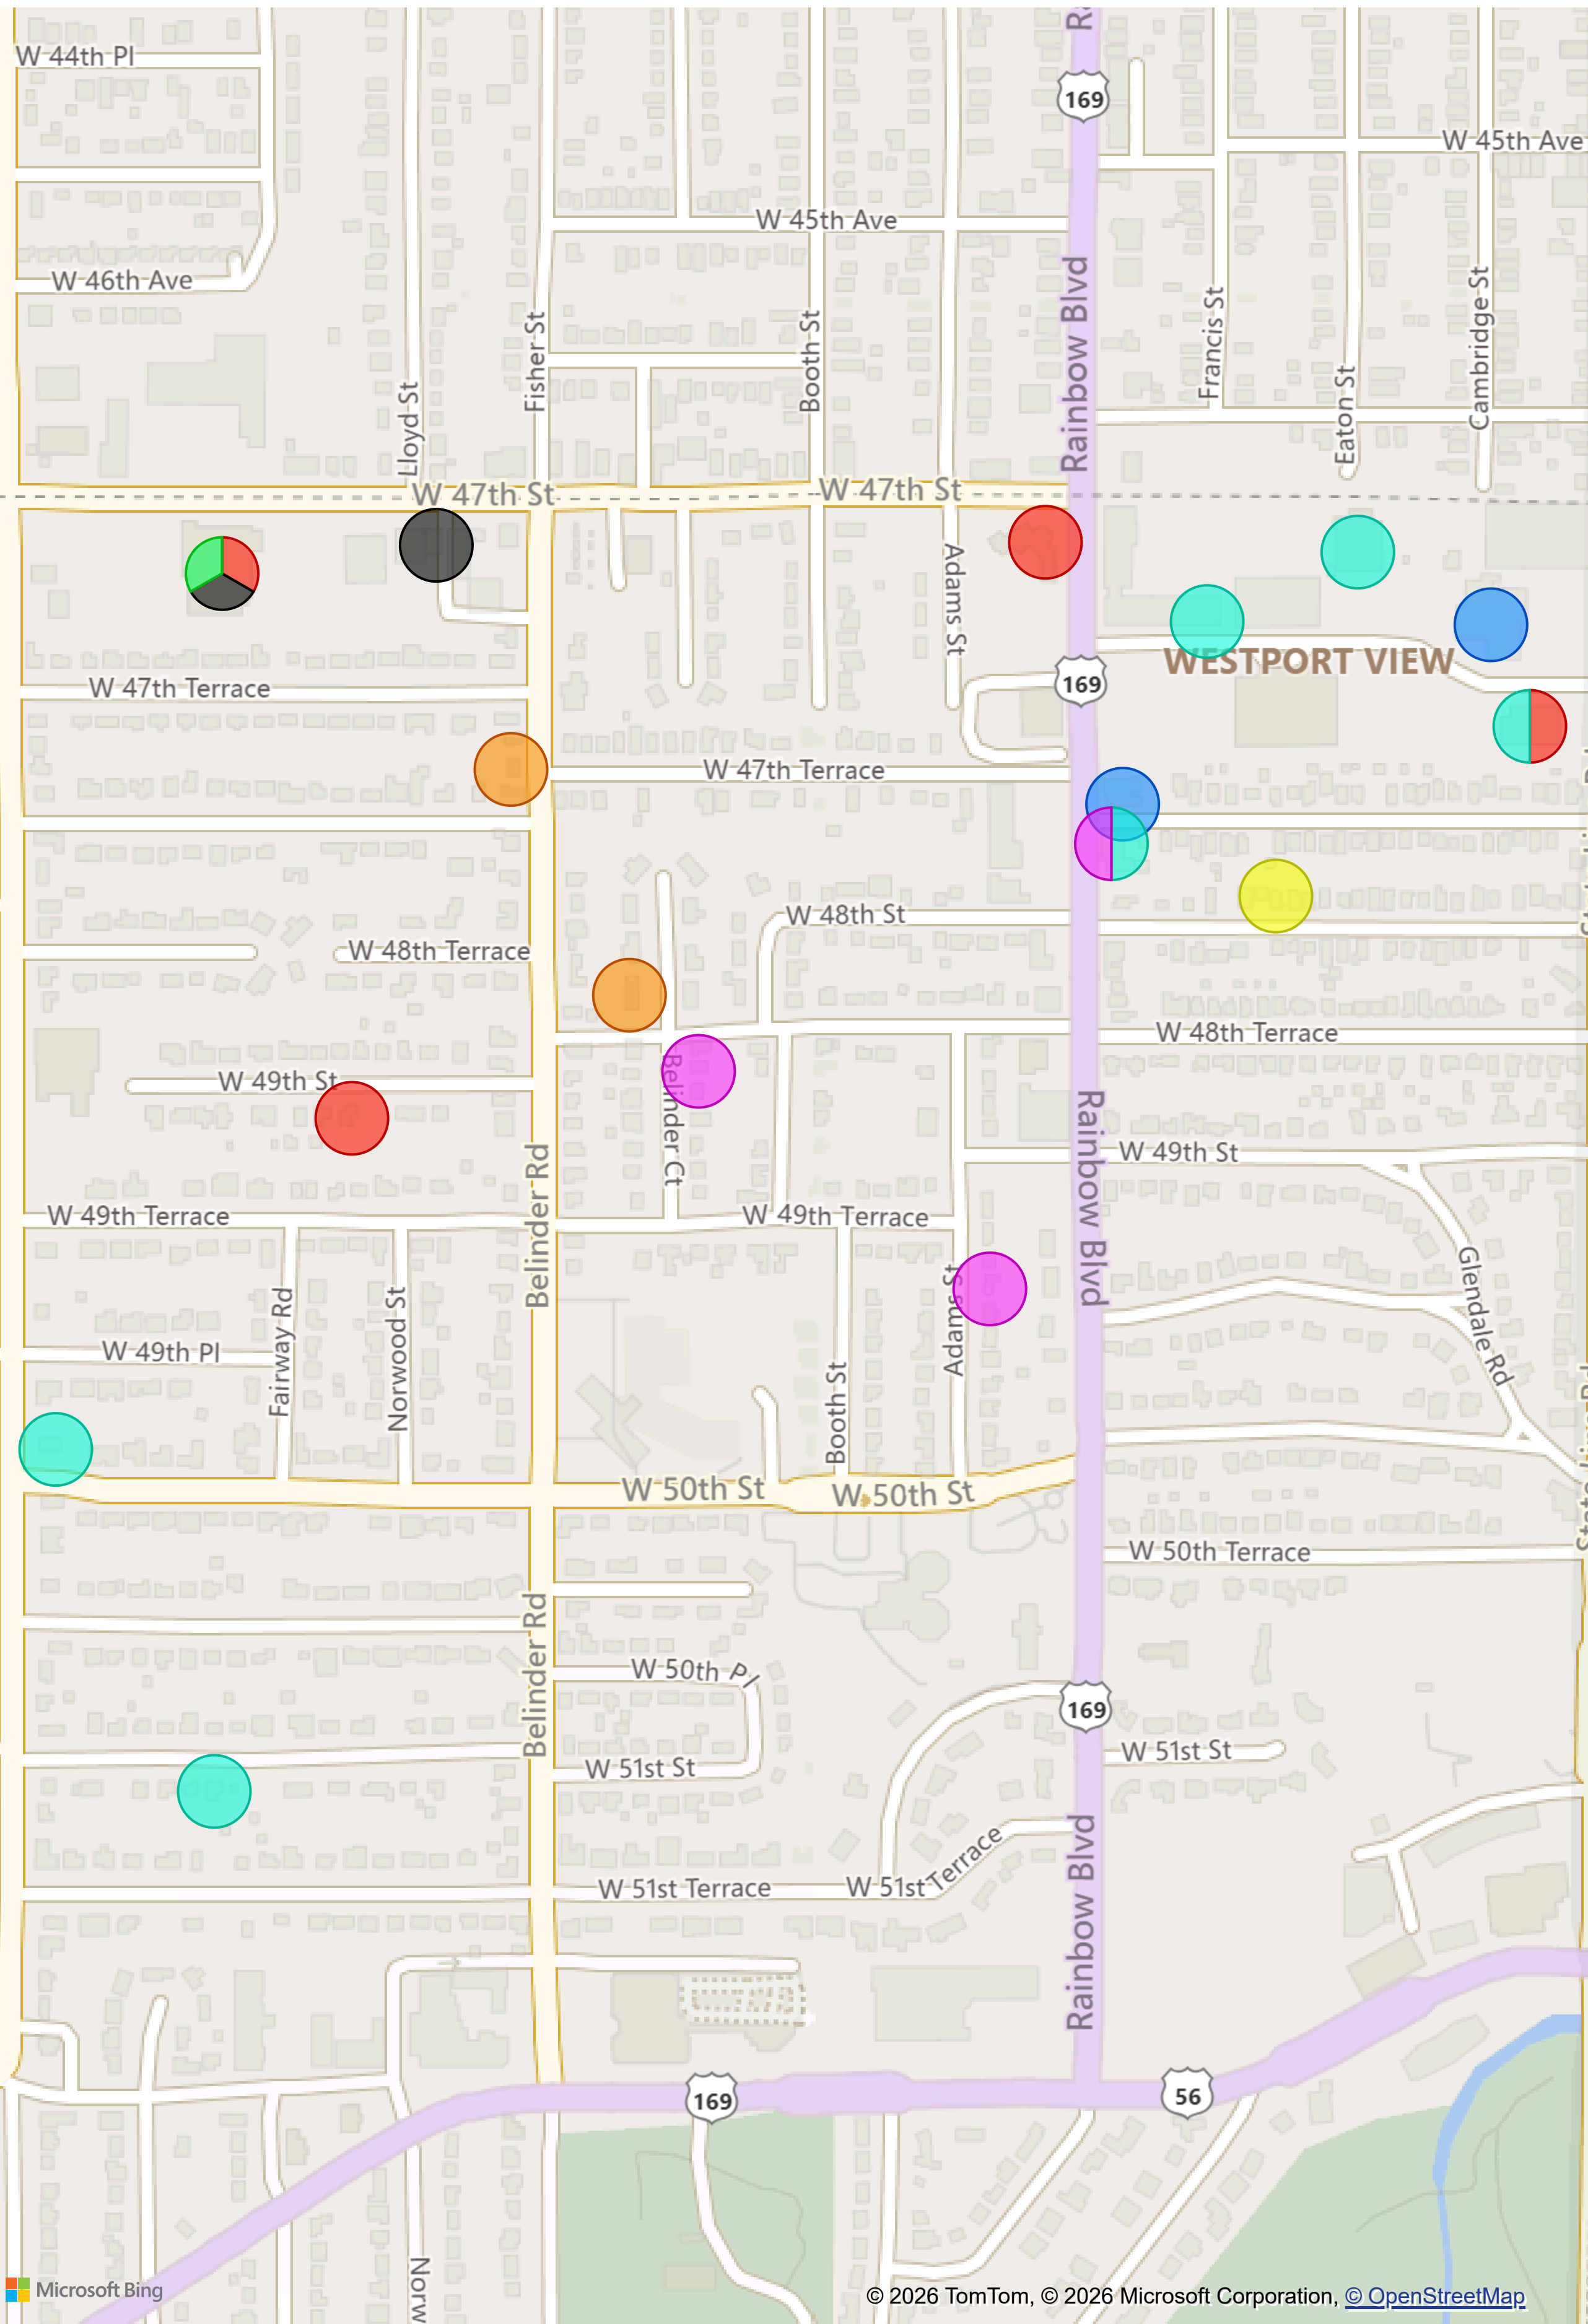 W 44th Pl
169
W 45th Ave
W 45th Ave
W 46th Ave
Lloyd St
Fisher St
Booth St
Rainbow Blvd
Francis St
Eaton St
Cambridge St
W 47th St
W 47th St
Adams St
WESTPORT VIEW
169
W 47th Terrace
W 47th Terrace
W 48th St
W 48th Terrace
W 48th Terrace
W 49th St
Belinder Ct
Belinder Rd
Rainbow Blvd
W 49th St
W 49th Terrace
W 49th Terrace
Glendale Rd
Fairway Rd
Norwood St
Adams St
W 49th Pl
Booth St
W 50th St
W 50th St
W 50th Terrace
Belinder Rd
W 50th Pl
169
W 51st St
W 51st St
Rainbow Blvd
W 51st Terrace
W 51st Terrace
169
56
Norw
Microsoft Bing
© 2026 TomTom, © 2026 Microsoft Corporation, © OpenStreetMap